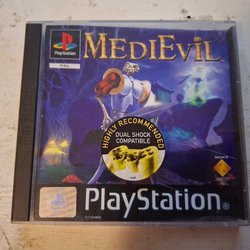 PlayStation
PAL
MEDIEVIL
HIGHLY RECOMMENDED
DUAL SHOCK
COMPATIBLE
PlayStation®